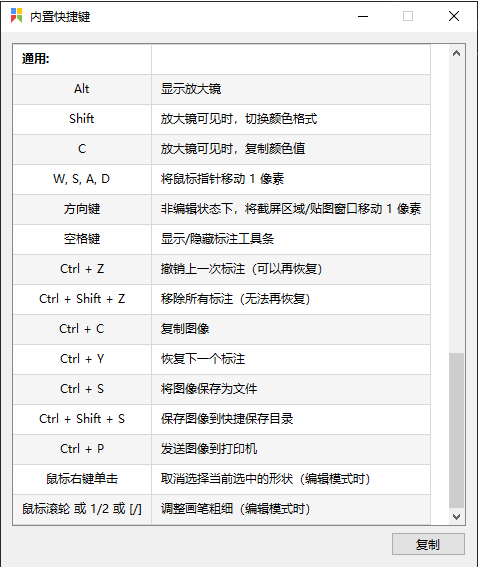 内置快捷键
通用:
Alt 显示放大镜
Shift 放大镜可见时，切换颜色格式
C 放大镜可见时，复制颜色值
W, S, A, D 将鼠标指针移动 1 像素
方向键 非编辑状态下，将截屏区域/贴图窗口移动 1 像素
空格键 显示/隐藏标注工具条
Ctrl + Z 撤销上一次标注（可以再恢复）
Ctrl + Shift + Z 移除所有标注（无法再恢复）
Ctrl + C 复制图像
Ctrl + Y 恢复下一个标注
Ctrl + S 将图像保存为文件
Ctrl + Shift + S 保存图像到快捷保存目录
Ctrl + P 发送图像到打印机
鼠标右键单击 取消选择当前选中的形状（编辑模式时）
鼠标滚轮 或 1/2 或 [/] 调整画笔粗细（编辑模式时）
复制